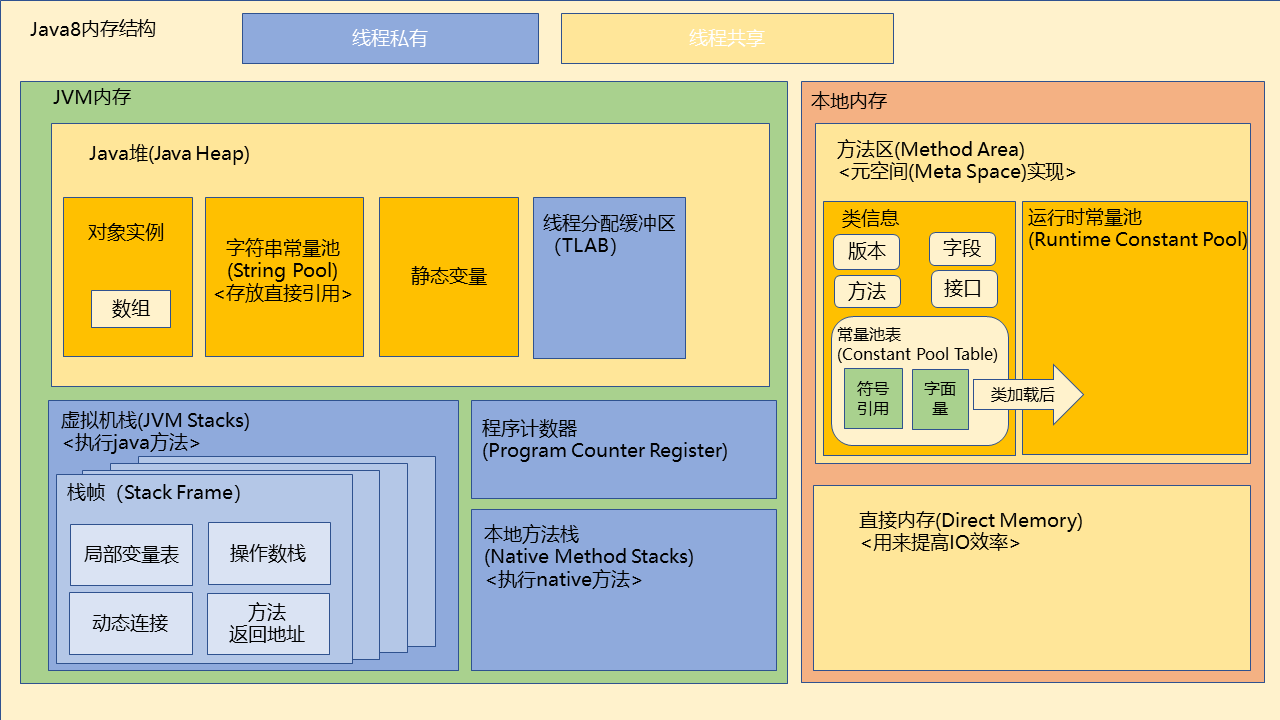 Java8内存结构
线程私有
线程共享
JVM内存
Java堆(Java Heap)
对象实例
数组
字符串常量池
(String Pool)
<存放直接引用>
静态变量
线程分配缓冲区
（TLAB）
虚拟机栈(JVM Stacks)
<执行java方法>
栈帧（Stack Frame）
局部变量表
操作数栈
动态连接
方法
返回地址
程序计数器
(Program Counter Register)
本地方法栈
(Native Method Stacks)
<执行native方法>
本地内存
方法区(Method Area)
<元空间(Meta Space)实现>
类信息
版本
字段
方法
接口
常量池表
(Constant Pool Table)
符号
引用
字面
量
类加载后
运行时常量池
(Runtime Constant Pool)
直接内存(Direct Memory)
<用来提高IO效率>